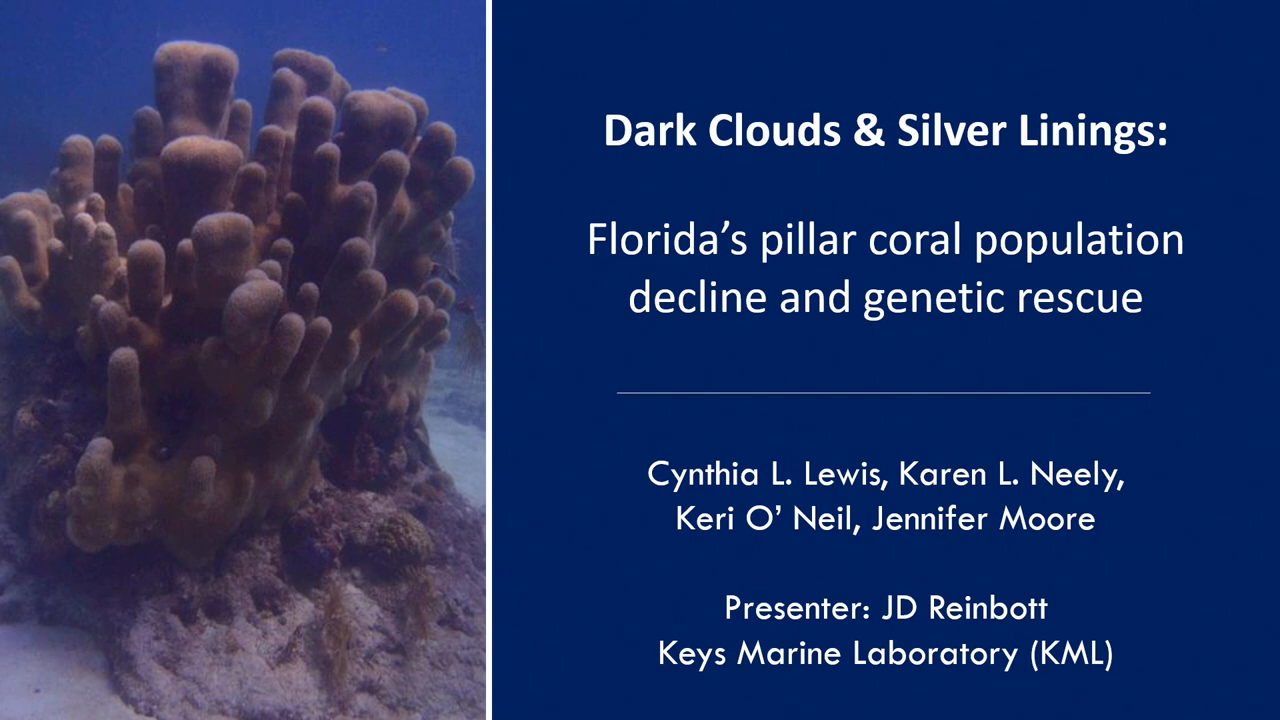 Dark Clouds & Silver Linings:
Florida’s pillar coral population
decline and genetic rescue
Cynthia L. Lewis, Karen L. Neely,
Keri O’ Neil, Jennifer Moore
Presenter: JD Reinbott
Keys Marine Laboratory (KML)